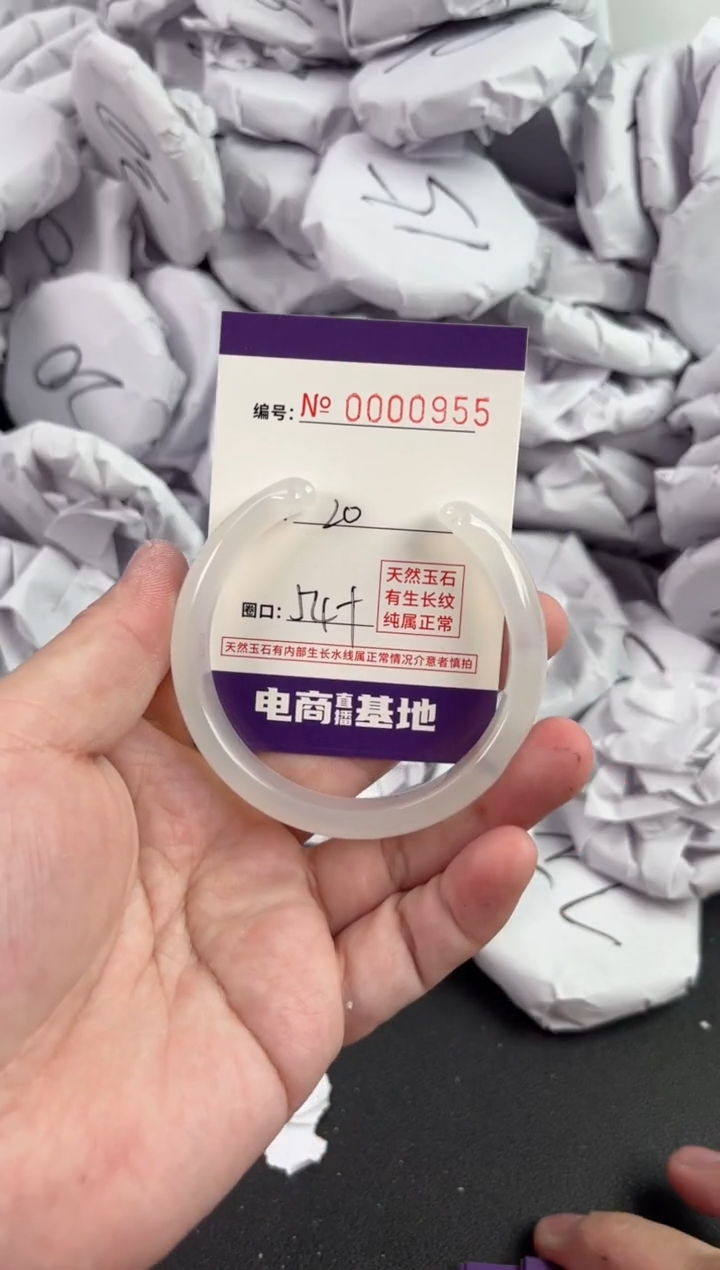 编号: Nº 0000955
20
圈口: 54+
天然玉石
有生长纹
纯属正常
天然玉石有内部生长水线属正常情况介意者慎拍
电商直播基地